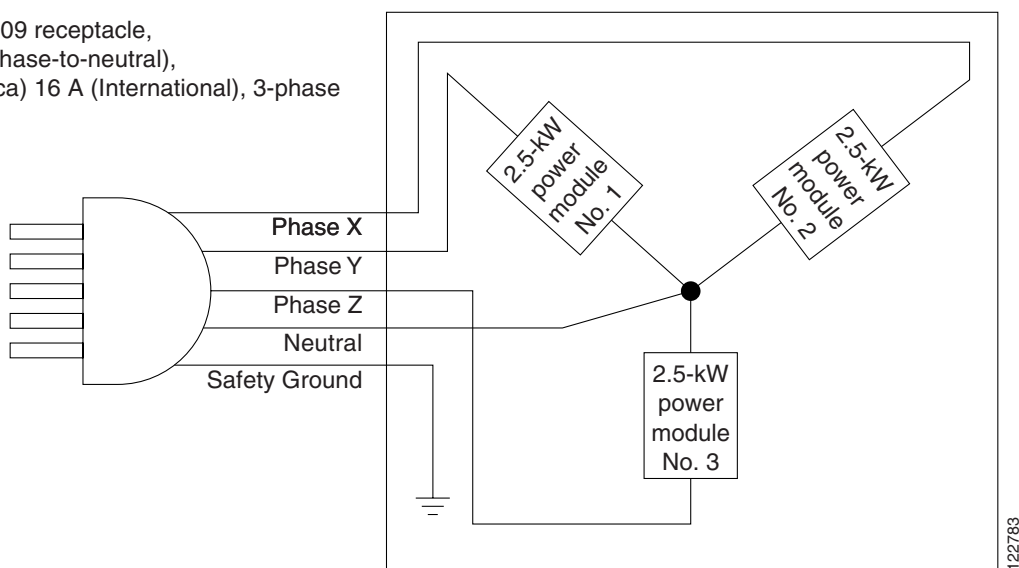 09 receptacle,
hase-to-neutral),
ca) 16 A (International), 3-phase
2.5-kW
power
module
No. 1
2.5-kW
power
module
No. 2
Phase X
Phase Y
Phase Z
Neutral
Safety Ground
2.5-kW
power
module
No. 3
122783